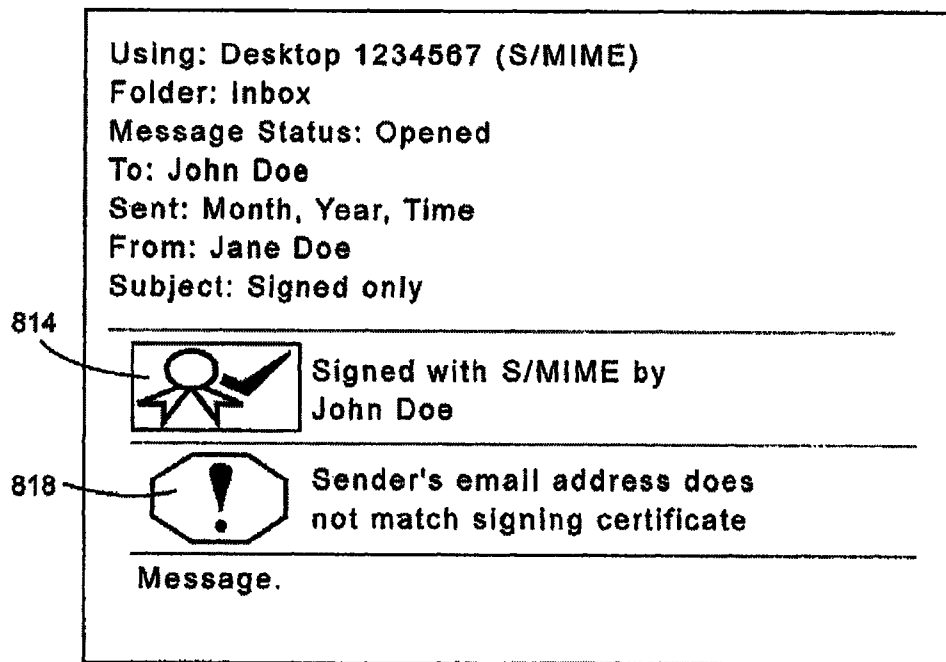 Using: Desktop 1234567 (S/MIME)
Folder: Inbox
Message Status: Opened
To: John Doe
Sent: Month, Year, Time
From: Jane Doe
Subject: Signed only
814
Signed with S/MIME by
John Doe
818
Sender's email address does
not match signing certificate
Message.